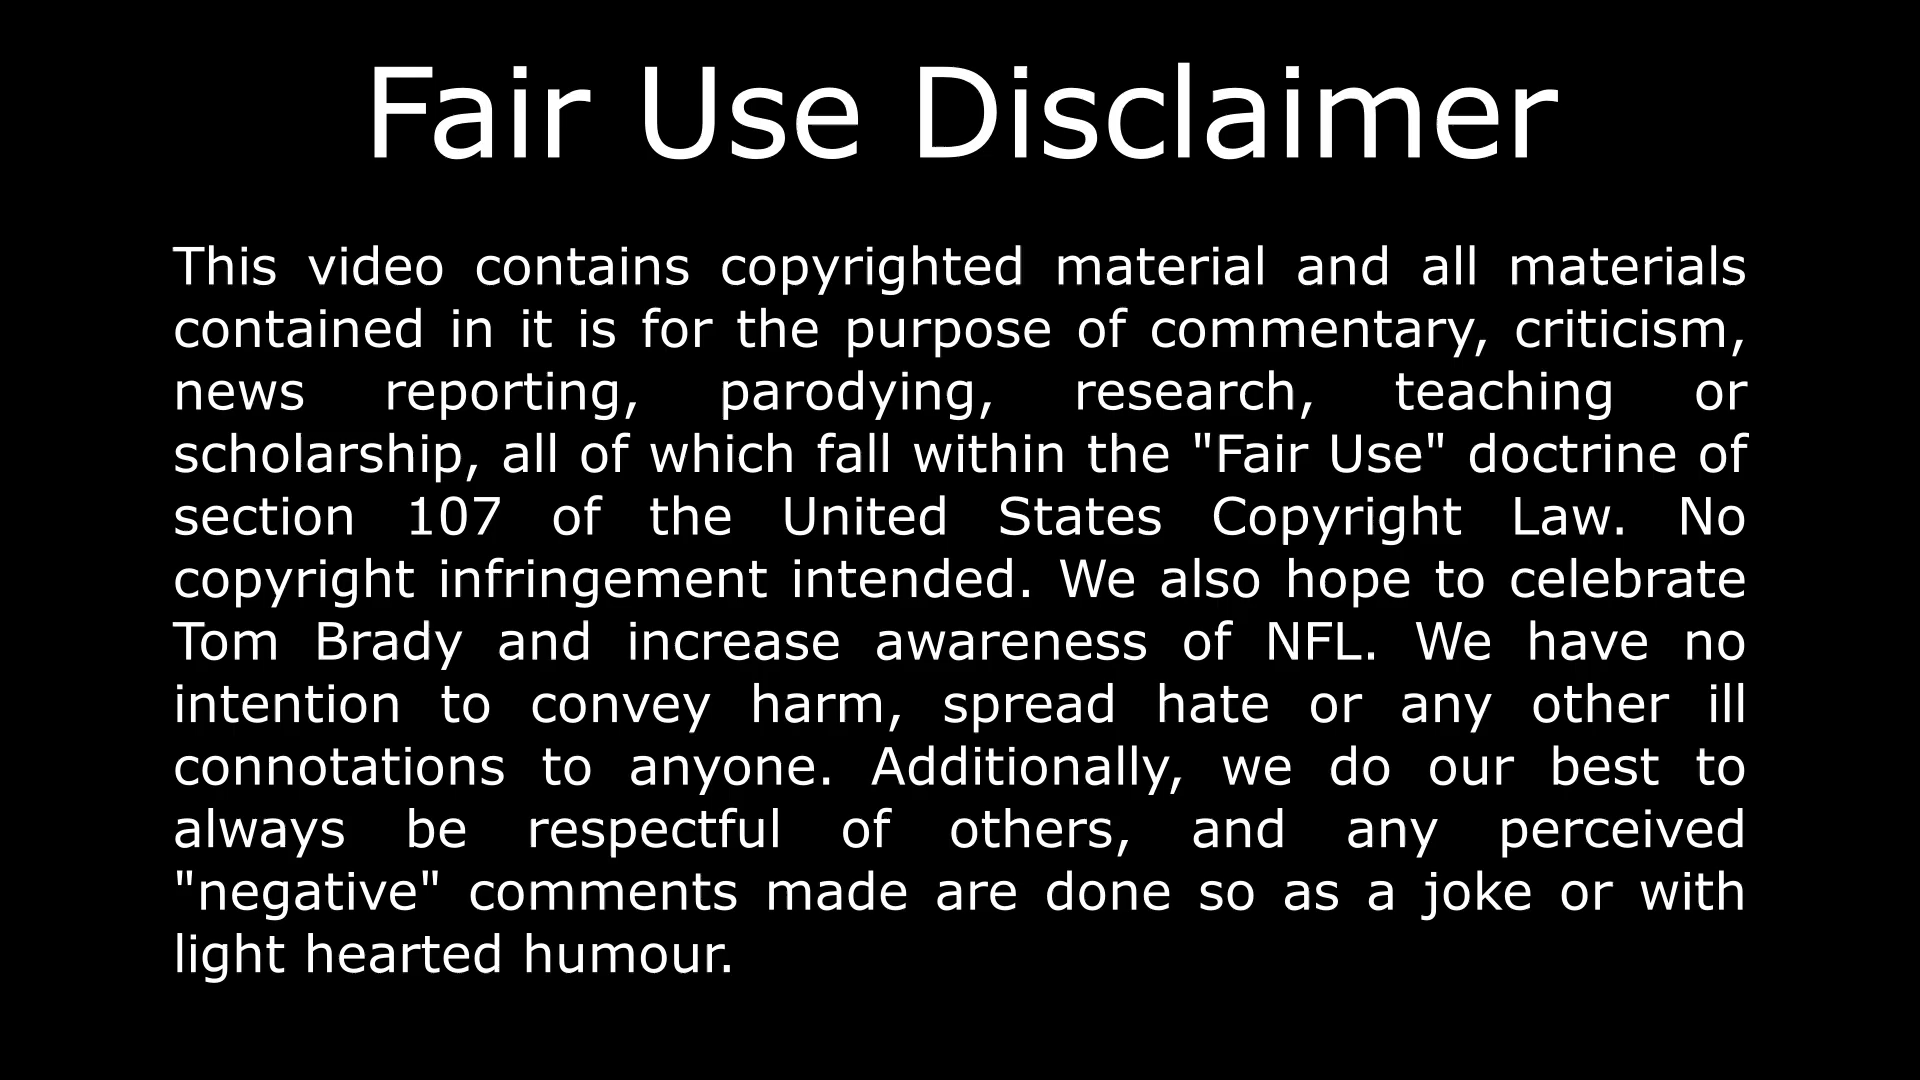 Fair Use Disclaimer
This video contains copyrighted material and all materials
contained in it is for the purpose of commentary, criticism,
news reporting, parodying, research, teaching or
scholarship, all of which fall within the "Fair Use" doctrine of
section 107 of the United States Copyright Law. No
copyright infringement intended. We also hope to celebrate
Tom Brady and increase awareness of NFL. We have no
intention to convey harm, spread hate or any other ill
connotations to anyone. Additionally, we do our best to
always be respectful of others, and any perceived
"negative" comments made are done so as a joke or with
light hearted humour.